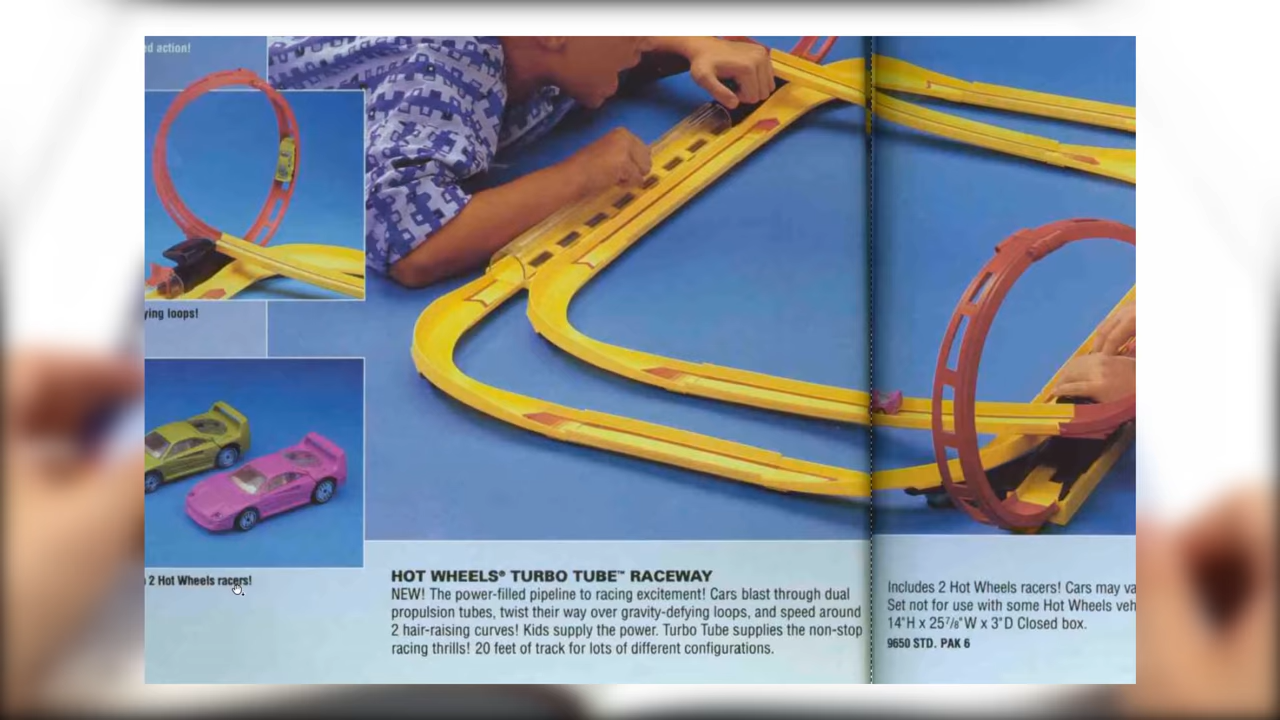 ed action!
ying loops!
2 Hot Wheels racers!
HOT WHEELS® TURBO TUBE™ RACEWAY
NEW! The power-filled pipeline to racing excitement! Cars blast through dual
propulsion tubes, twist their way over gravity-defying loops, and speed around
2 hair-raising curves! Kids supply the power. Turbo Tube supplies the non-stop
racing thrills! 20 feet of track for lots of different configurations.
Includes 2 Hot Wheels racers! Cars may va
Set not for use with some Hot Wheels veh
14"H x 25⁷/₈"W x 3"D Closed box.
9650 STD. PAK 6